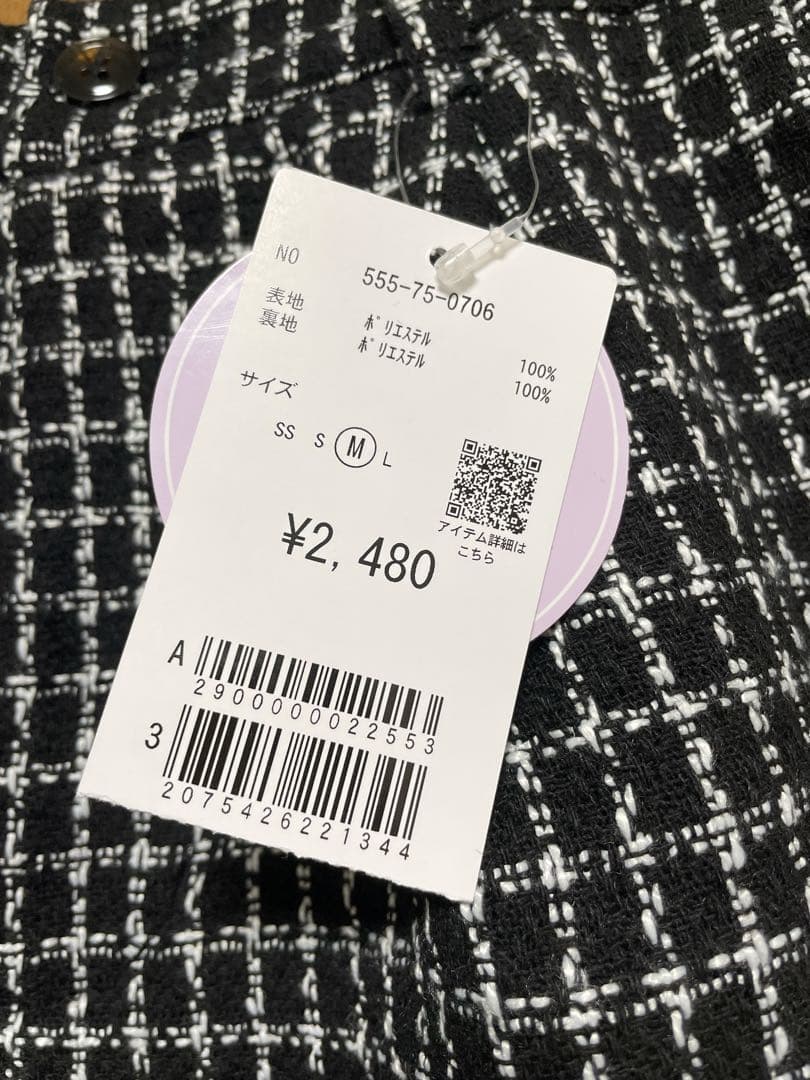 NO 555-75-0706
表地 ﾎﾟﾘｴｽﾃﾙ 100%
裏地 ﾎﾟﾘｴｽﾃﾙ 100%
サイズ
SS S M L
アイテム詳細は
こちら
¥2,480
A
2900000022553
3
2075426221344